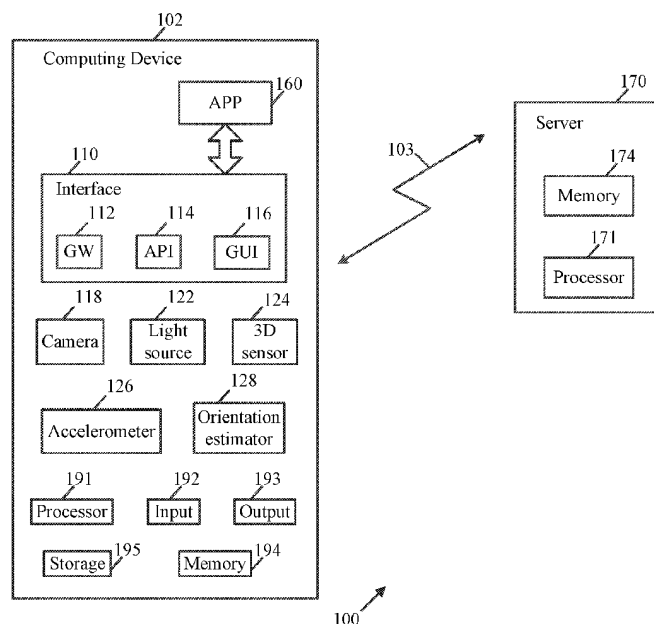 102
Computing Device
160
APP
170
Server
110
103
174
Interface
Memory
112
114
116
171
GW
API
GUI
Processor
118
122
124
Camera
Light
source
3D
sensor
126
128
Accelerometer
Orientation
estimator
191
192
193
Processor
Input
Output
195
194
Storage
Memory
100